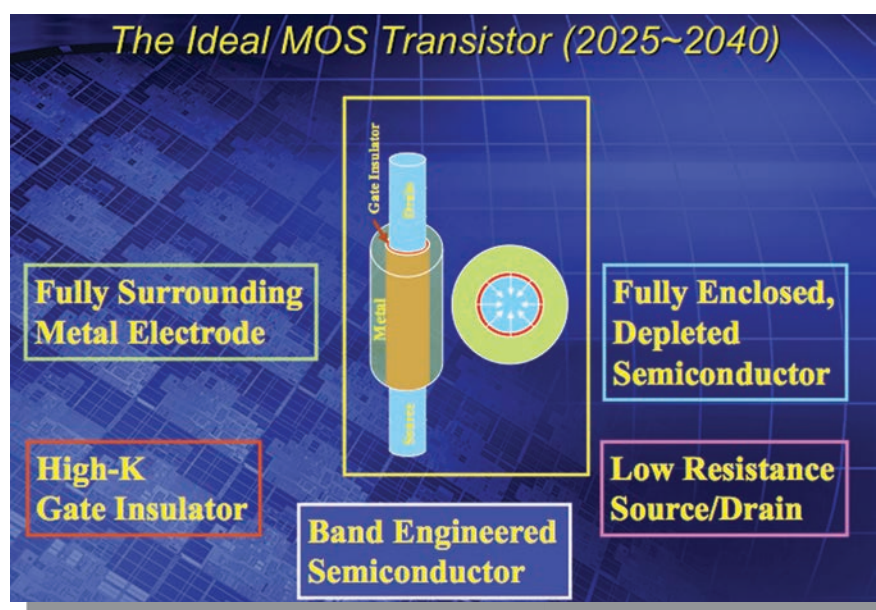 The Ideal MOS Transistor (2025~2040)
Gate Insulator
Drain
Metal
Source
Fully Surrounding
Metal Electrode
Fully Enclosed,
Depleted
Semiconductor
High-K
Gate Insulator
Low Resistance
Source/Drain
Band Engineered
Semiconductor